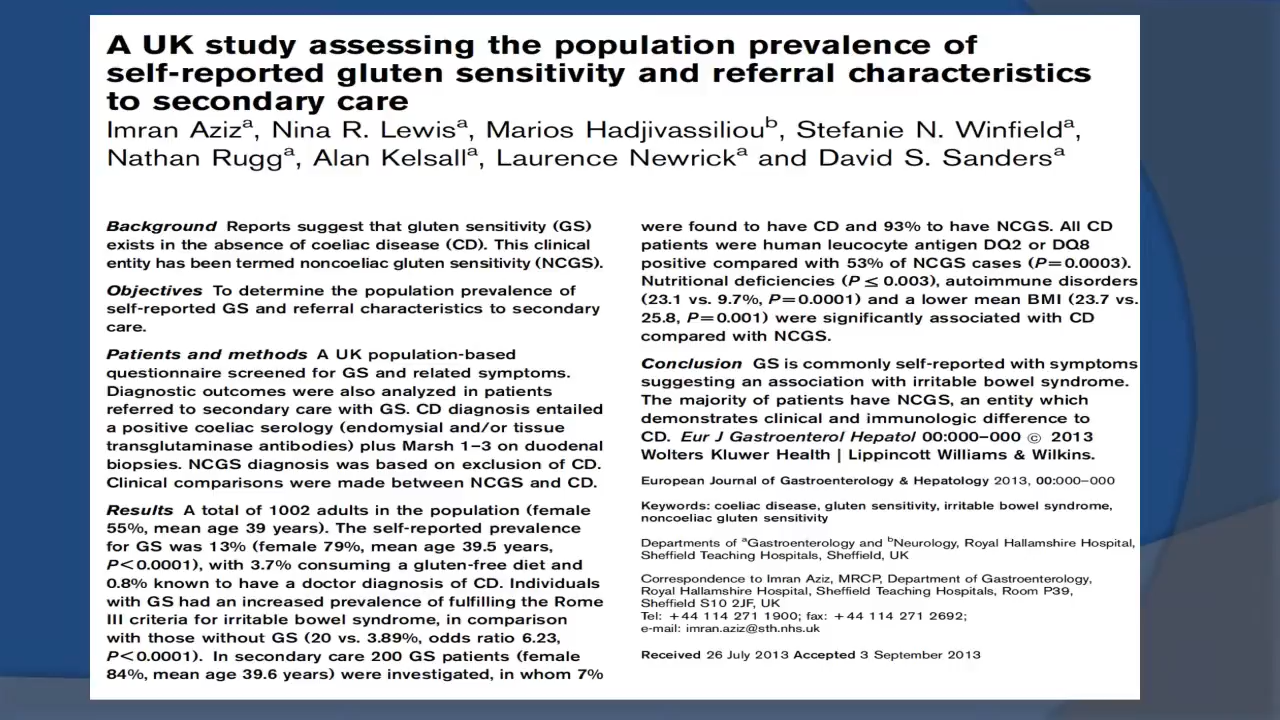 A UK study assessing the population prevalence of
self-reported gluten sensitivity and referral characteristics
to secondary care
Imran Azizᵃ, Nina R. Lewisᵃ, Marios Hadjivassiliouᵇ, Stefanie N. Winfieldᵃ,
Nathan Ruggᵃ, Alan Kelsallᵃ, Laurence Newrickᵃ and David S. Sandersᵃ
Background Reports suggest that gluten sensitivity (GS)
exists in the absence of coeliac disease (CD). This clinical
entity has been termed noncoeliac gluten sensitivity (NCGS).
Objectives To determine the population prevalence of
self-reported GS and referral characteristics to secondary
care.
Patients and methods A UK population-based
questionnaire screened for GS and related symptoms.
Diagnostic outcomes were also analyzed in patients
referred to secondary care with GS. CD diagnosis entailed
a positive coeliac serology (endomysial and/or tissue
transglutaminase antibodies) plus Marsh 1–3 on duodenal
biopsies. NCGS diagnosis was based on exclusion of CD.
Clinical comparisons were made between NCGS and CD.
Results A total of 1002 adults in the population (female
55%, mean age 39 years). The self-reported prevalence
for GS was 13% (female 79%, mean age 39.5 years,
P<0.0001), with 3.7% consuming a gluten-free diet and
0.8% known to have a doctor diagnosis of CD. Individuals
with GS had an increased prevalence of fulfilling the Rome
III criteria for irritable bowel syndrome, in comparison
with those without GS (20 vs. 3.89%, odds ratio 6.23,
P<0.0001). In secondary care 200 GS patients (female
84%, mean age 39.6 years) were investigated, in whom 7%
were found to have CD and 93% to have NCGS. All CD
patients were human leucocyte antigen DQ2 or DQ8
positive compared with 53% of NCGS cases (P=0.0003).
Nutritional deficiencies (P ≤ 0.003), autoimmune disorders
(23.1 vs. 9.7%, P=0.0001) and a lower mean BMI (23.7 vs.
25.8, P=0.001) were significantly associated with CD
compared with NCGS.
Conclusion GS is commonly self-reported with symptoms
suggesting an association with irritable bowel syndrome.
The majority of patients have NCGS, an entity which
demonstrates clinical and immunologic difference to
CD. Eur J Gastroenterol Hepatol 00:000–000 © 2013
Wolters Kluwer Health | Lippincott Williams & Wilkins.
European Journal of Gastroenterology & Hepatology 2013, 00:000–000
Keywords: coeliac disease, gluten sensitivity, irritable bowel syndrome,
noncoeliac gluten sensitivity
Departments of ᵃGastroenterology and ᵇNeurology, Royal Hallamshire Hospital,
Sheffield Teaching Hospitals, Sheffield, UK
Correspondence to Imran Aziz, MRCP, Department of Gastroenterology,
Royal Hallamshire Hospital, Sheffield Teaching Hospitals, Room P39,
Sheffield S10 2JF, UK
Tel: +44 114 271 1900; fax: +44 114 271 2692;
e-mail: imran.aziz@sth.nhs.uk
Received 26 July 2013 Accepted 3 September 2013